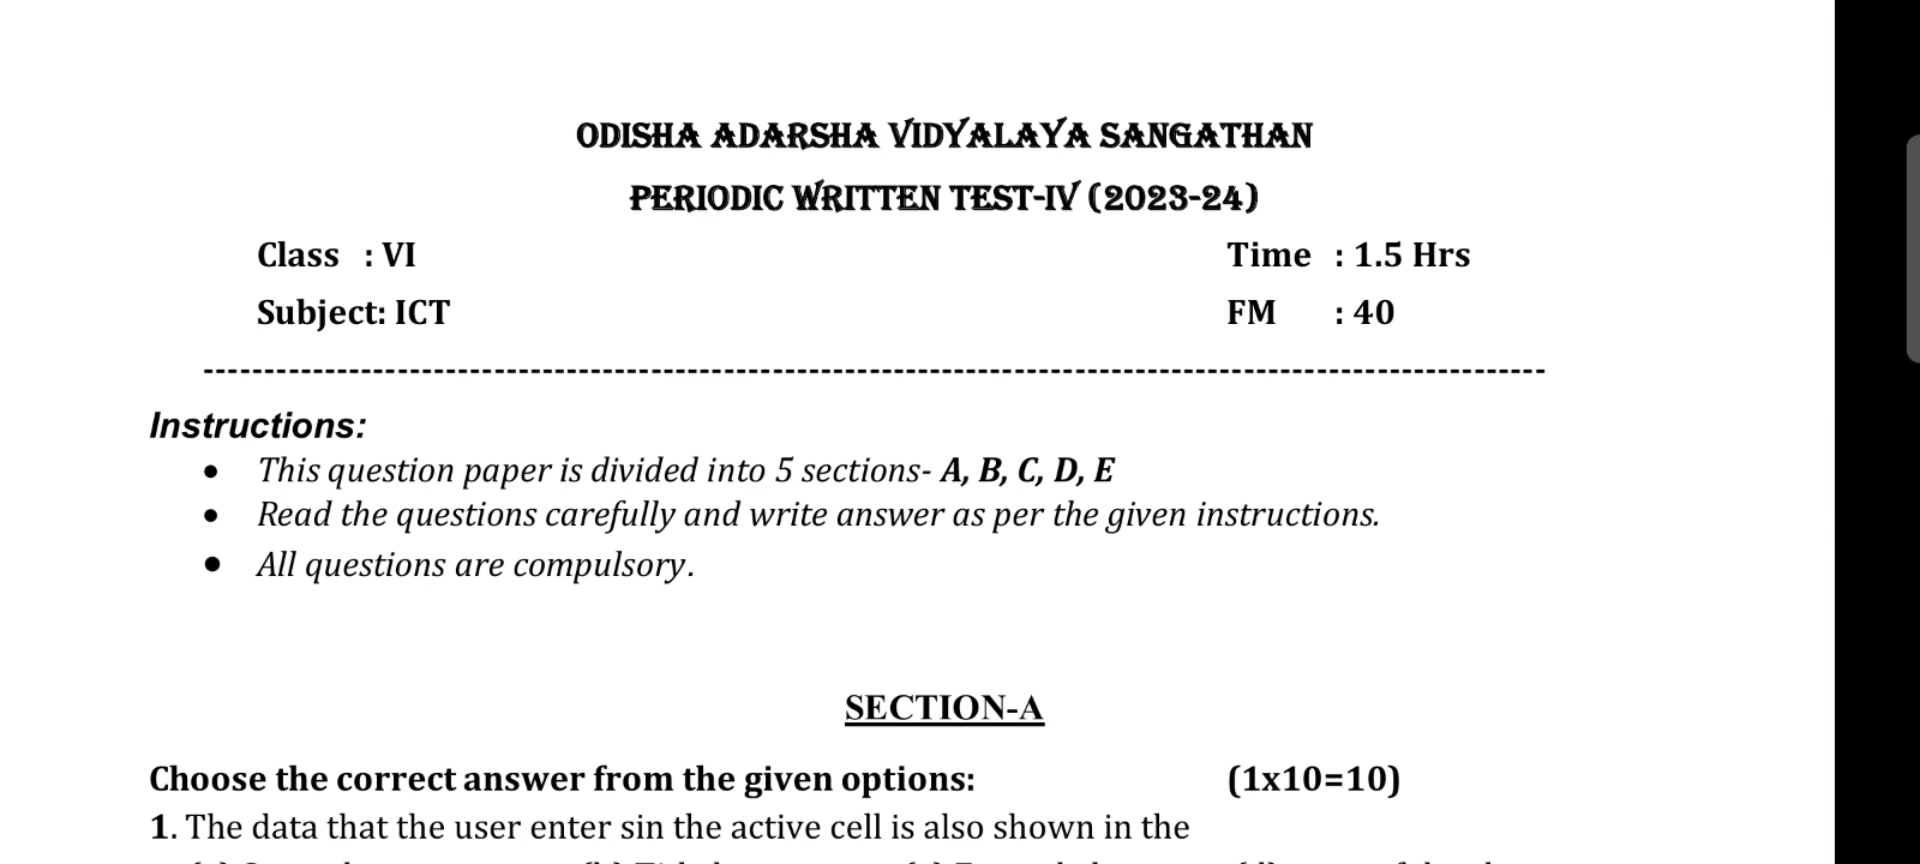 ODISHA ADARSHA VIDYALAYA SANGATHAN
PERIODIC WRITTEN TEST-IV (2023-24)
Class : VI Time : 1.5 Hrs
Subject: ICT FM : 40
--------------------------------------------------------------------------------------------------------------
Instructions:
• This question paper is divided into 5 sections- A, B, C, D, E
• Read the questions carefully and write answer as per the given instructions.
• All questions are compulsory.
SECTION-A
Choose the correct answer from the given options: (1x10=10)
1. The data that the user enter sin the active cell is also shown in the